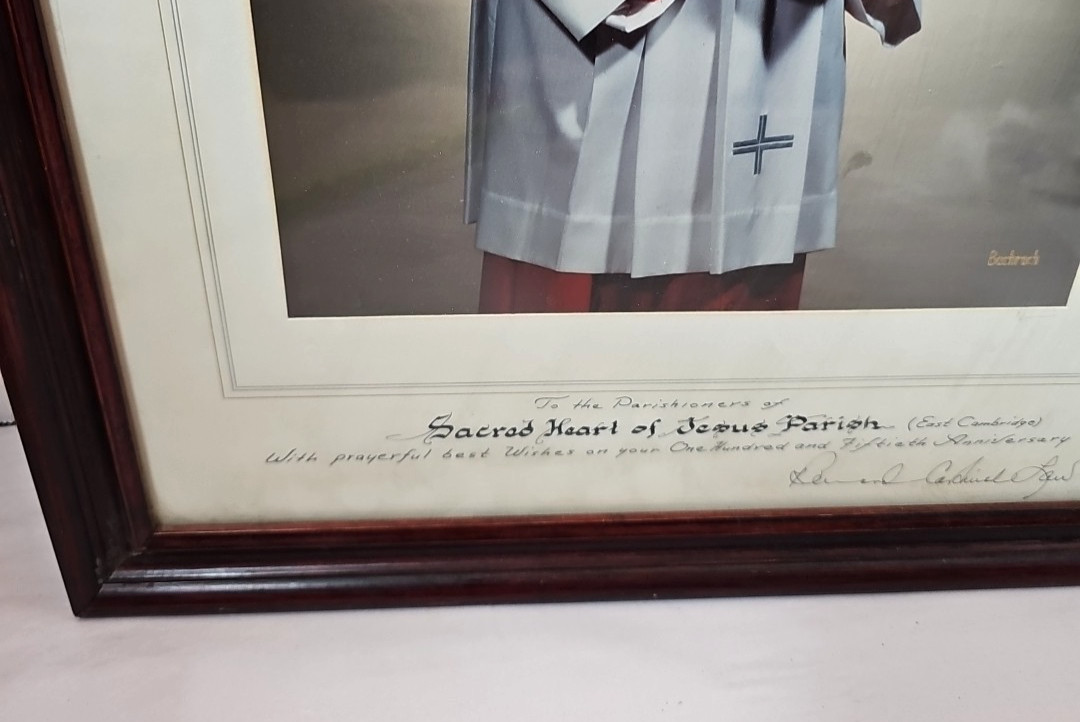 Bachrach
To the Parishioners of
Sacred Heart of Jesus Parish (East Cambridge)
With prayerful best Wishes on your One Hundred and Fiftieth Anniversary
Bernard Cardinal Law